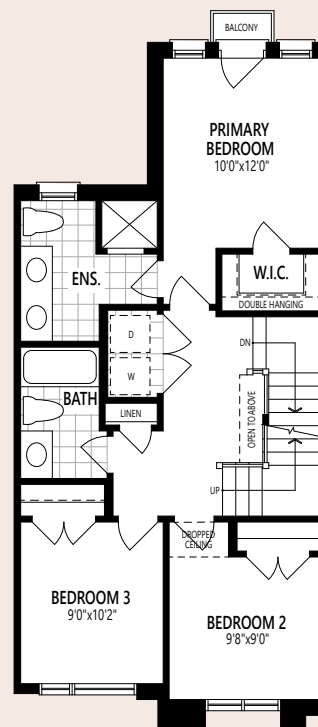 BALCONY
PRIMARY
BEDROOM
10'0"x12'0"
ENS.
W.I.C.
DOUBLE HANGING
D
DN
W
BATH
LINEN
OPEN TO ABOVE
UP
DROPPED
CEILING
BEDROOM 3
9'0"x10'2"
BEDROOM 2
9'8"x9'0"